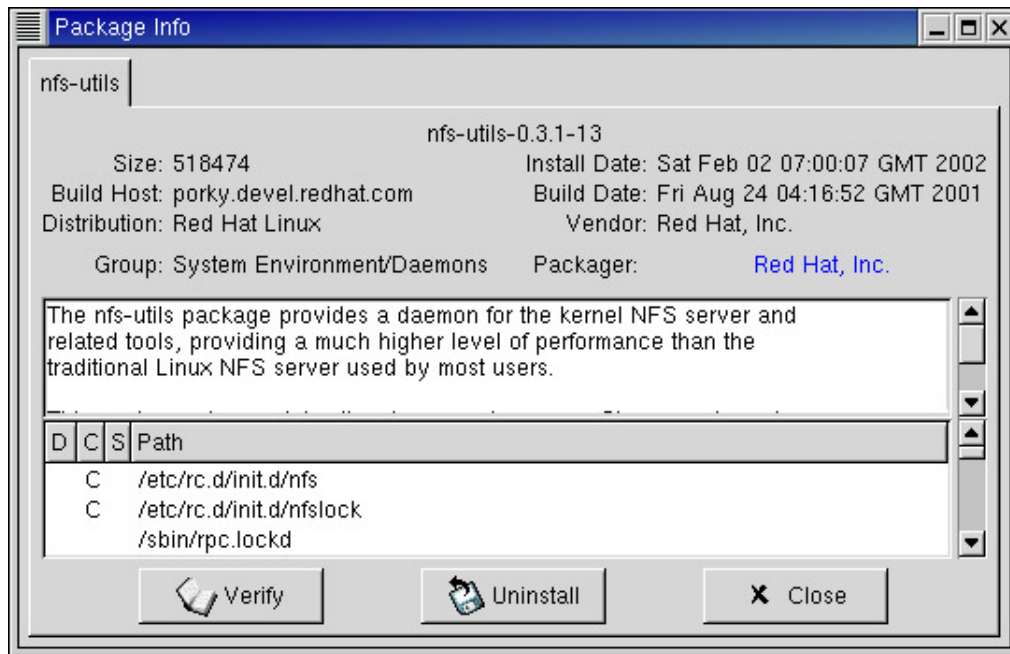 Package Info
nfs-utils
nfs-utils-0.3.1-13
Size: 518474 Install Date: Sat Feb 02 07:00:07 GMT 2002
Build Host: porky.devel.redhat.com Build Date: Fri Aug 24 04:16:52 GMT 2001
Distribution: Red Hat Linux Vendor: Red Hat, Inc.
Group: System Environment/Daemons Packager: Red Hat, Inc.
The nfs-utils package provides a daemon for the kernel NFS server and
related tools, providing a much higher level of performance than the
traditional Linux NFS server used by most users.
D C S Path
C /etc/rc.d/init.d/nfs
C /etc/rc.d/init.d/nfslock
/sbin/rpc.lockd
Verify Uninstall Close